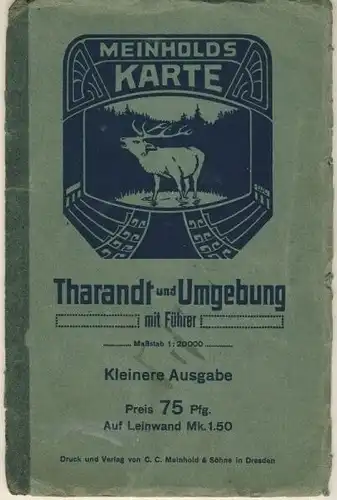 MEINHOLDS
KARTE
Tharandt und Umgebung
mit Führer
Maßstab 1:20000
Kleinere Ausgabe
Preis 75 Pfg.
Auf Leinwand Mk.1.50
Druck und Verlag von C. C. Meinhold & Söhne in Dresden